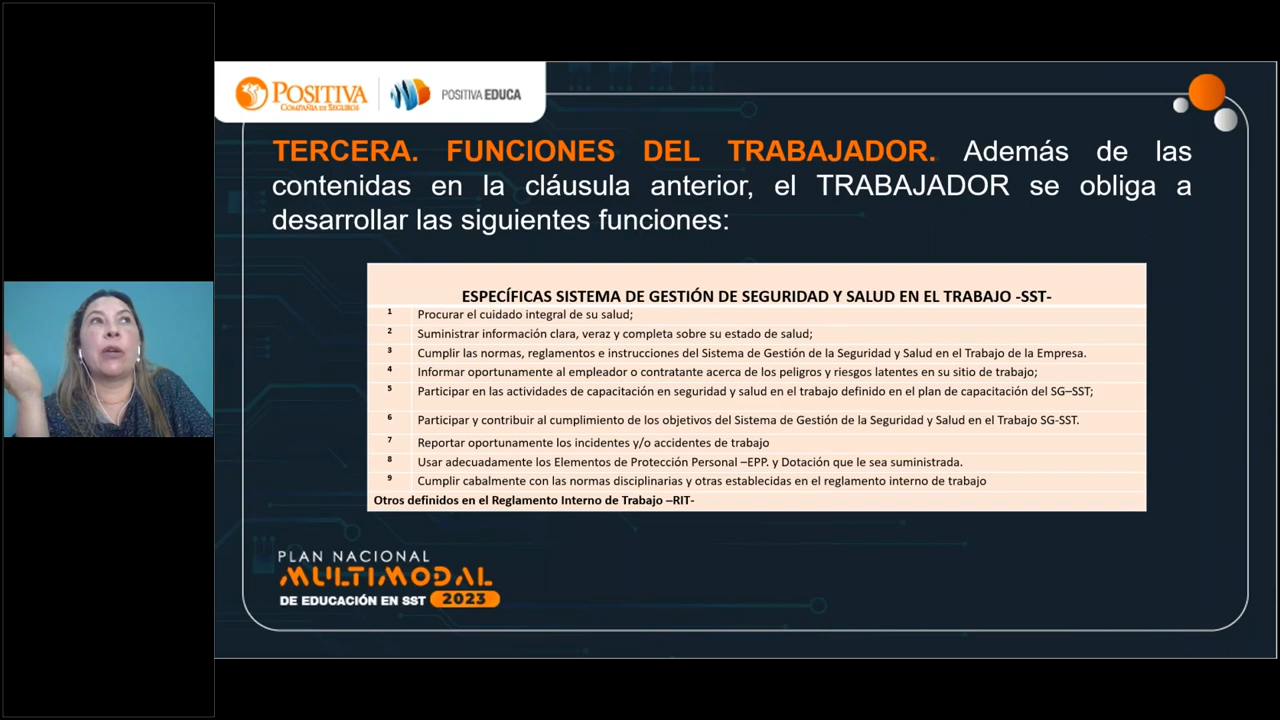 POSITIVA
COMPAÑÍA DE SEGUROS
POSITIVA EDUCA
TERCERA. FUNCIONES DEL TRABAJADOR. Además de las
contenidas en la cláusula anterior, el TRABAJADOR se obliga a
desarrollar las siguientes funciones:
ESPECÍFICAS SISTEMA DE GESTIÓN DE SEGURIDAD Y SALUD EN EL TRABAJO -SST-
1 Procurar el cuidado integral de su salud;
2 Suministrar información clara, veraz y completa sobre su estado de salud;
3 Cumplir las normas, reglamentos e instrucciones del Sistema de Gestión de la Seguridad y Salud en el Trabajo de la Empresa.
4 Informar oportunamente al empleador o contratante acerca de los peligros y riesgos latentes en su sitio de trabajo;
5 Participar en las actividades de capacitación en seguridad y salud en el trabajo definido en el plan de capacitación del SG–SST;
6 Participar y contribuir al cumplimiento de los objetivos del Sistema de Gestión de la Seguridad y Salud en el Trabajo SG-SST.
7 Reportar oportunamente los incidentes y/o accidentes de trabajo
8 Usar adecuadamente los Elementos de Protección Personal –EPP. y Dotación que le sea suministrada.
9 Cumplir cabalmente con las normas disciplinarias y otras establecidas en el reglamento interno de trabajo
Otros definidos en el Reglamento Interno de Trabajo –RIT-
PLAN NACIONAL
MULTIMODAL
DE EDUCACIÓN EN SST 2023